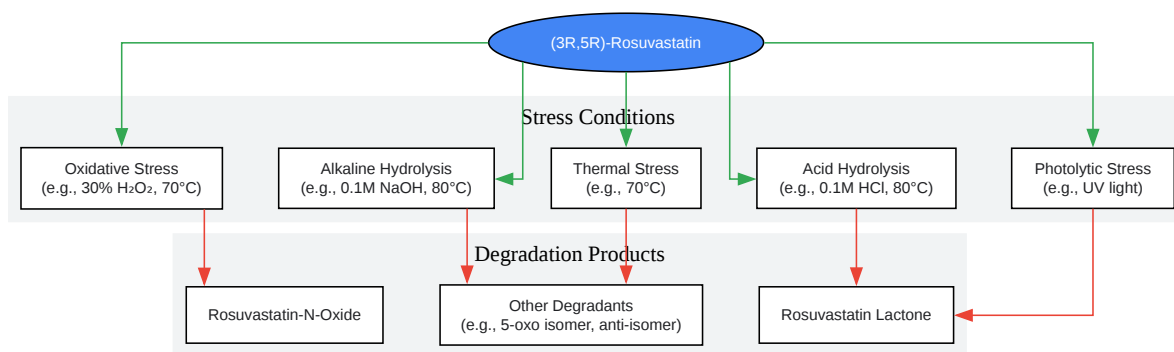 (3R,5R)-Rosuvastatin
Stress Conditions
Oxidative Stress
(e.g., 30% H₂O₂, 70°C)
Alkaline Hydrolysis
(e.g., 0.1M NaOH, 80°C)
Thermal Stress
(e.g., 70°C)
Acid Hydrolysis
(e.g., 0.1M HCl, 80°C)
Photolytic Stress
(e.g., UV light)
Degradation Products
Rosuvastatin-N-Oxide
Other Degradants
(e.g., 5-oxo isomer, anti-isomer)
Rosuvastatin Lactone